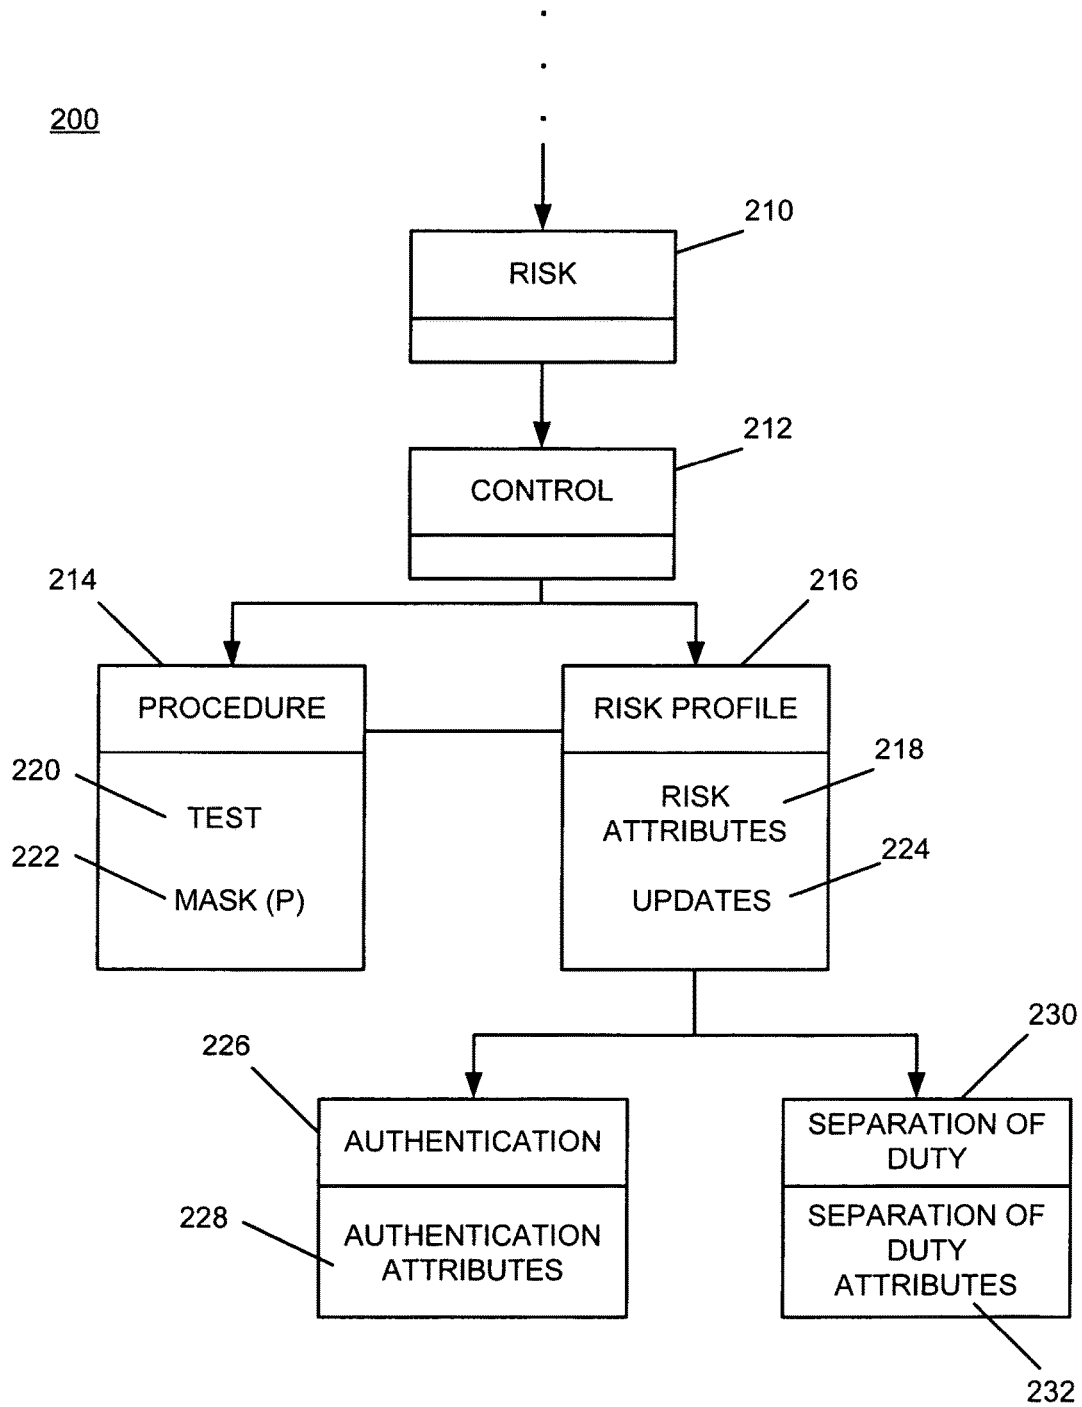 200
210
RISK
212
CONTROL
214
216
PROCEDURE
RISK PROFILE
220
218
TEST
RISK
ATTRIBUTES
222
224
MASK (P)
UPDATES
226
230
AUTHENTICATION
SEPARATION OF
DUTY
228
AUTHENTICATION
ATTRIBUTES
SEPARATION OF
DUTY
ATTRIBUTES
232